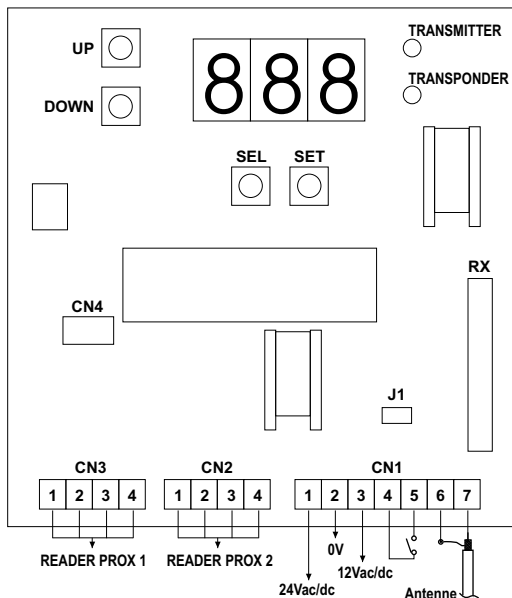 UP
TRANSMITTER
888
DOWN
TRANSPONDER
SEL SET
RX
CN4
J1
CN3 CN2 CN1
1 2 3 4 1 2 3 4 1 2 3 4 5 6 7
READER PROX 1 READER PROX 2 0V 12Vac/dc
24Vac/dc Antenne